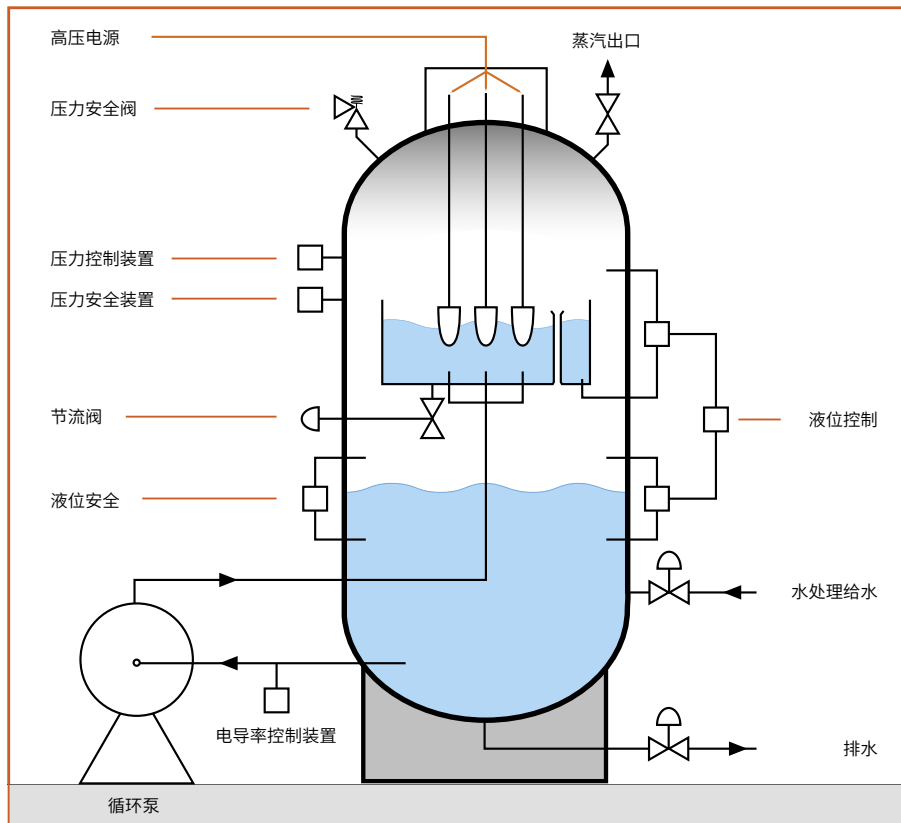 高压电源
蒸汽出口
压力安全阀
压力控制装置
压力安全装置
节流阀
液位控制
液位安全
水处理给水
电导率控制装置
排水
循环泵